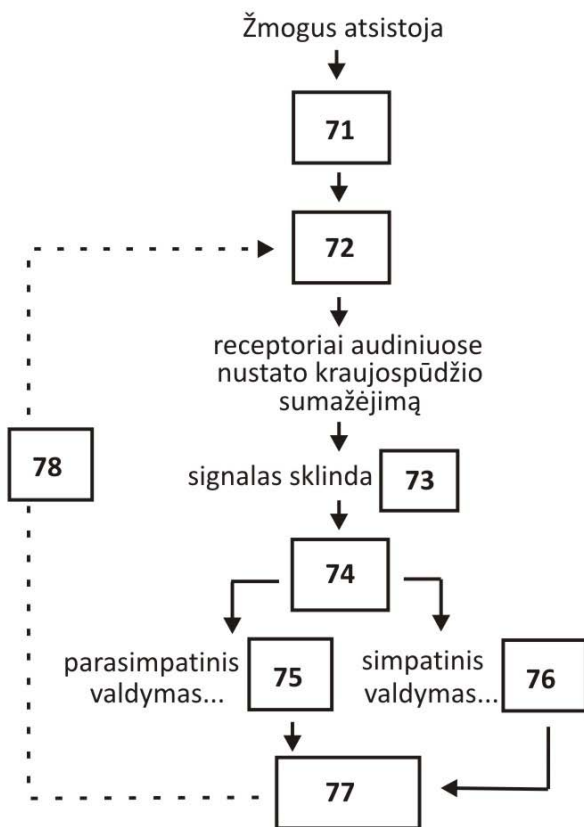 Žmogus atsistoja
71
72
receptoriai audiniuose
nustato kraujospūdžio
sumažėjimą
78
signalas sklinda
73
74
parasimpatinis
valdymas...
75
simpatinis
valdymas...
76
77